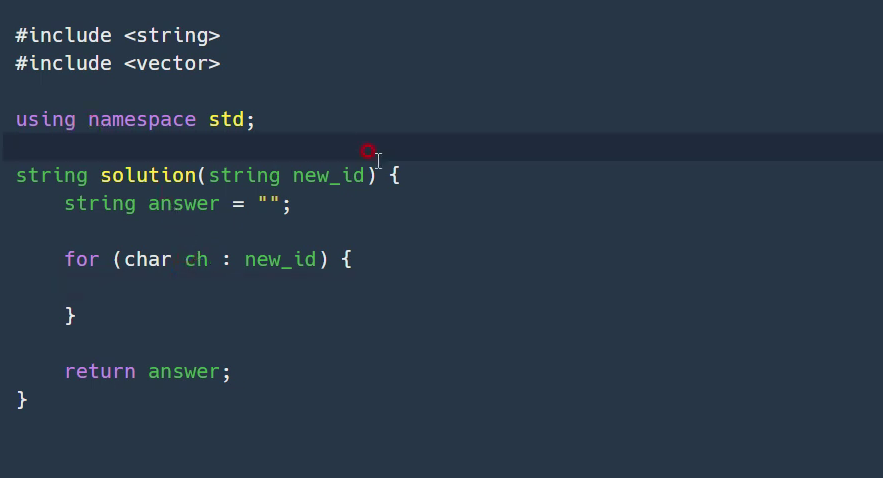 #include <string>
#include <vector>
using namespace std;
string solution(string new_id) {
    string answer = "";
    for (char ch : new_id) {
    }
    return answer;
}